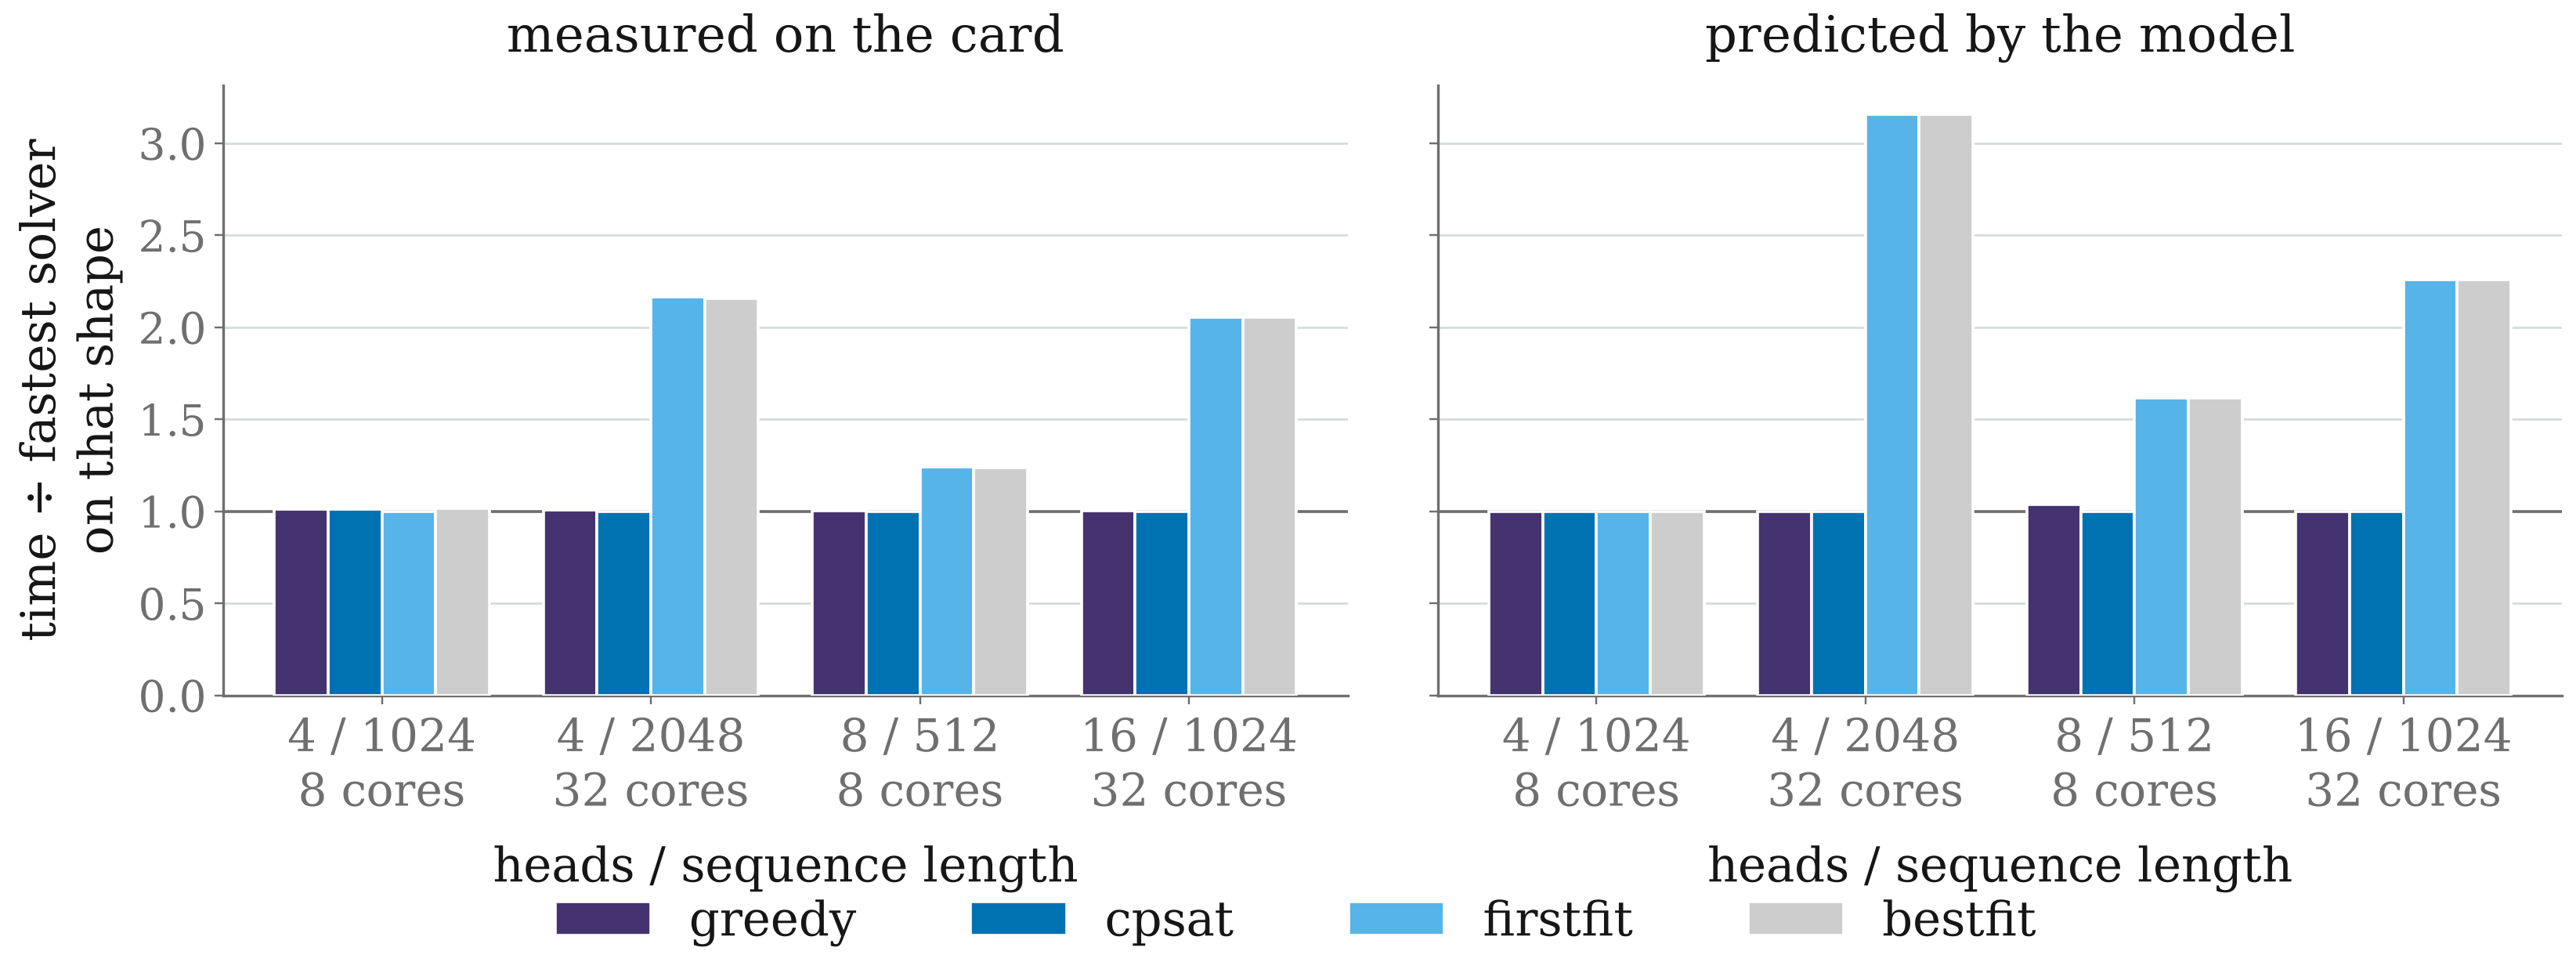 measured on the card
predicted by the model
time ÷ fastest solver
on that shape
3.0
2.5
2.0
1.5
1.0
0.5
0.0
4 / 1024
8 cores
4 / 2048
32 cores
8 / 512
8 cores
16 / 1024
32 cores
4 / 1024
8 cores
4 / 2048
32 cores
8 / 512
8 cores
16 / 1024
32 cores
heads / sequence length
heads / sequence length
greedy
cpsat
firstfit
bestfit